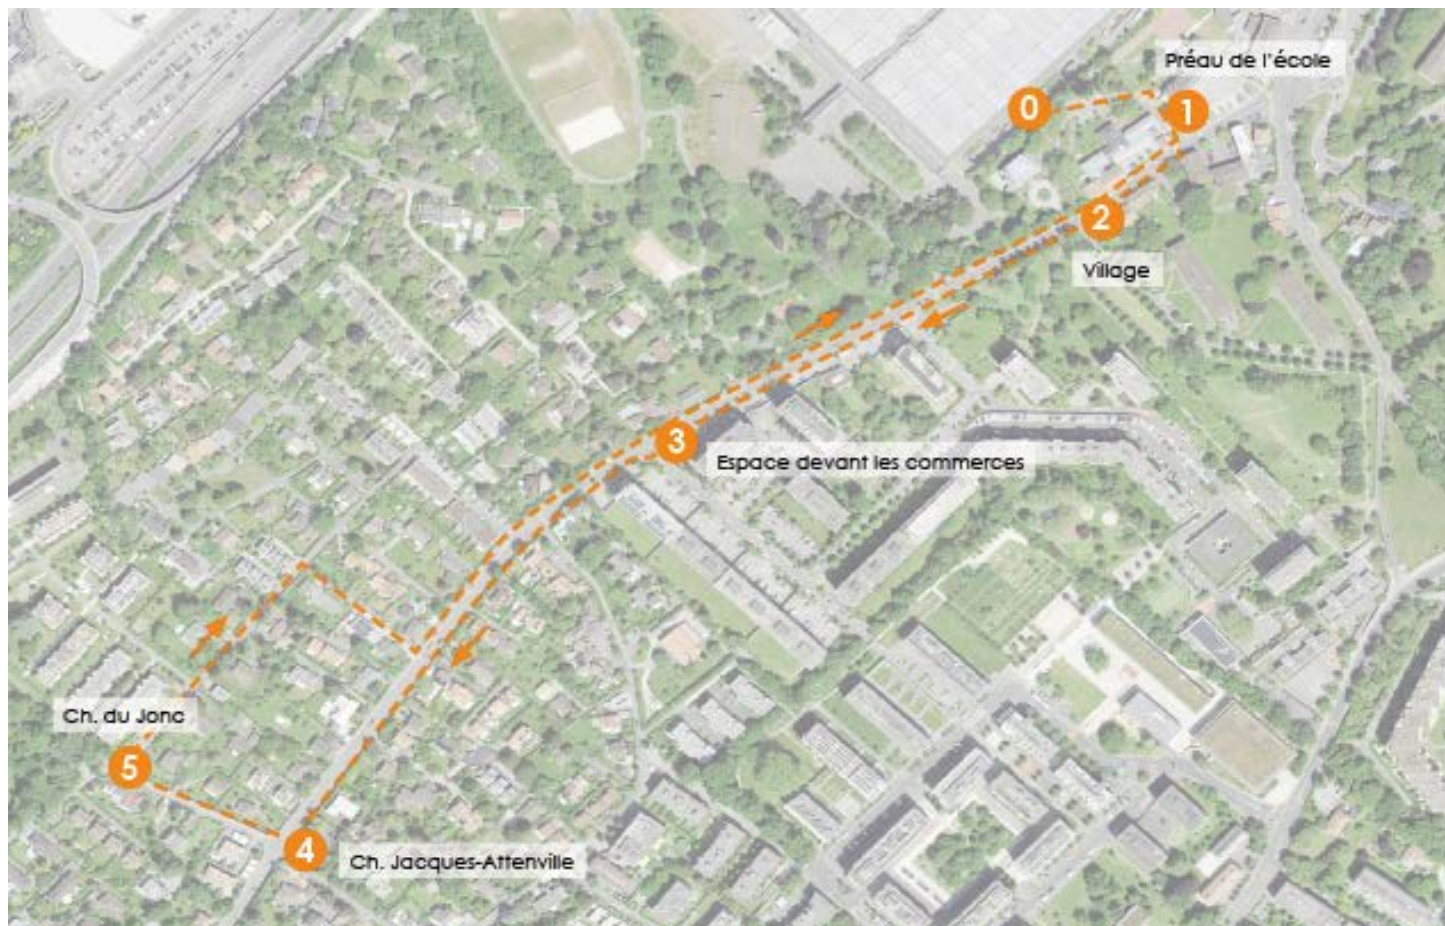 Préau de l'école
0
1
2
Village
3
Espace devant les commerces
Ch. du Jonc
5
4
Ch. Jacques-Attenville